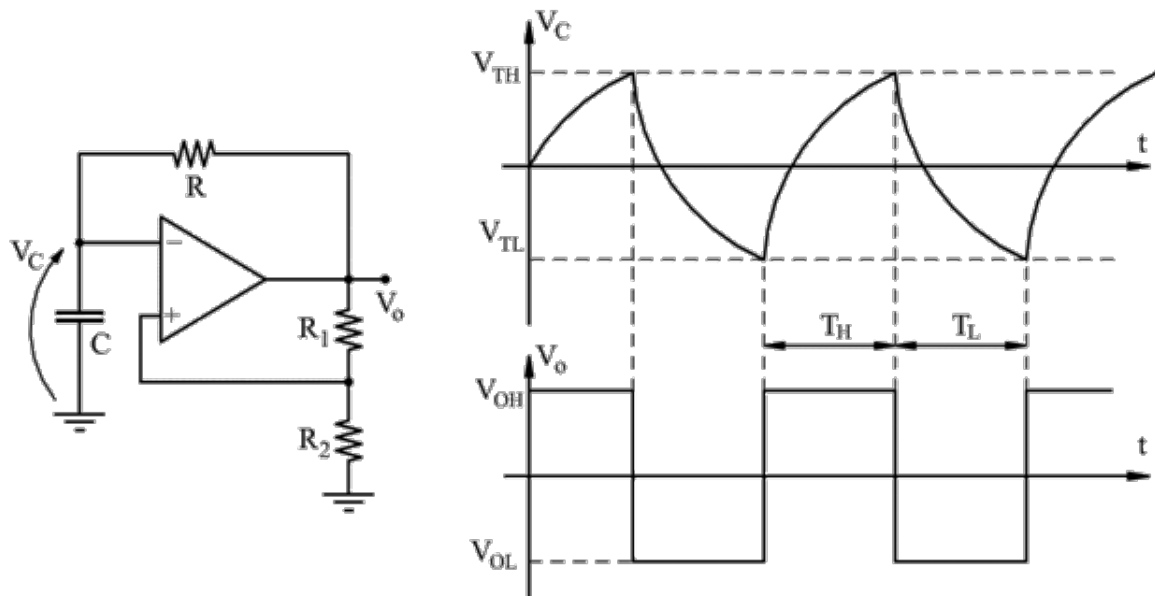 R
V_C
−
+
C
V_o
R_1
R_2
V_C
V_TH
t
V_TL
T_H T_L
V_o
V_OH
t
V_OL